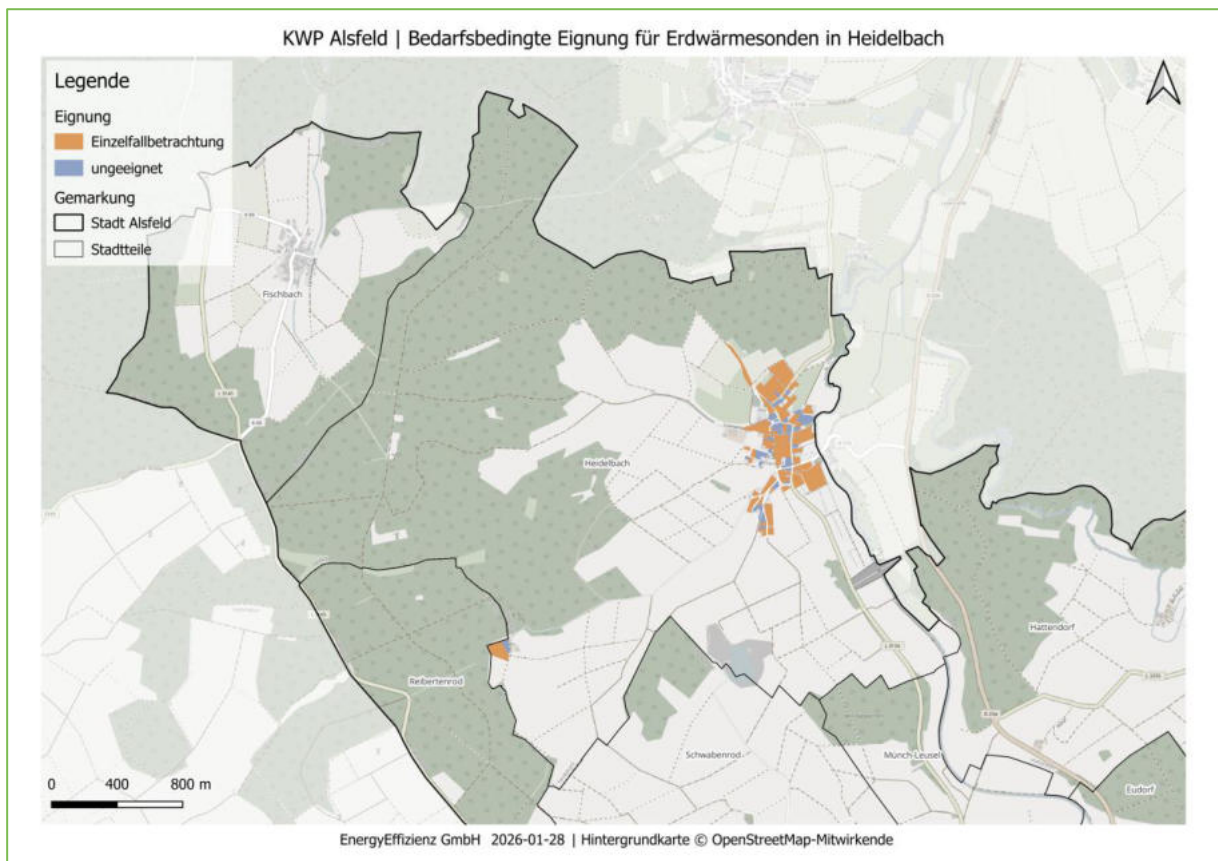 KWP Alsfeld | Bedarfsbedingte Eignung für Erdwärmesonden in Heidelbach
Legende
Eignung
Einzelfallbetrachtung
ungeeignet
Gemarkung
Stadt Alsfeld
Stadtteile
Fischbach
Heidelbach
Hattendorf
Reibertenrod
Schwabenrod
Münch-Leusel
Eudorf
0 400 800 m
EnergyEffizienz GmbH 2026-01-28 | Hintergrundkarte © OpenStreetMap-Mitwirkende